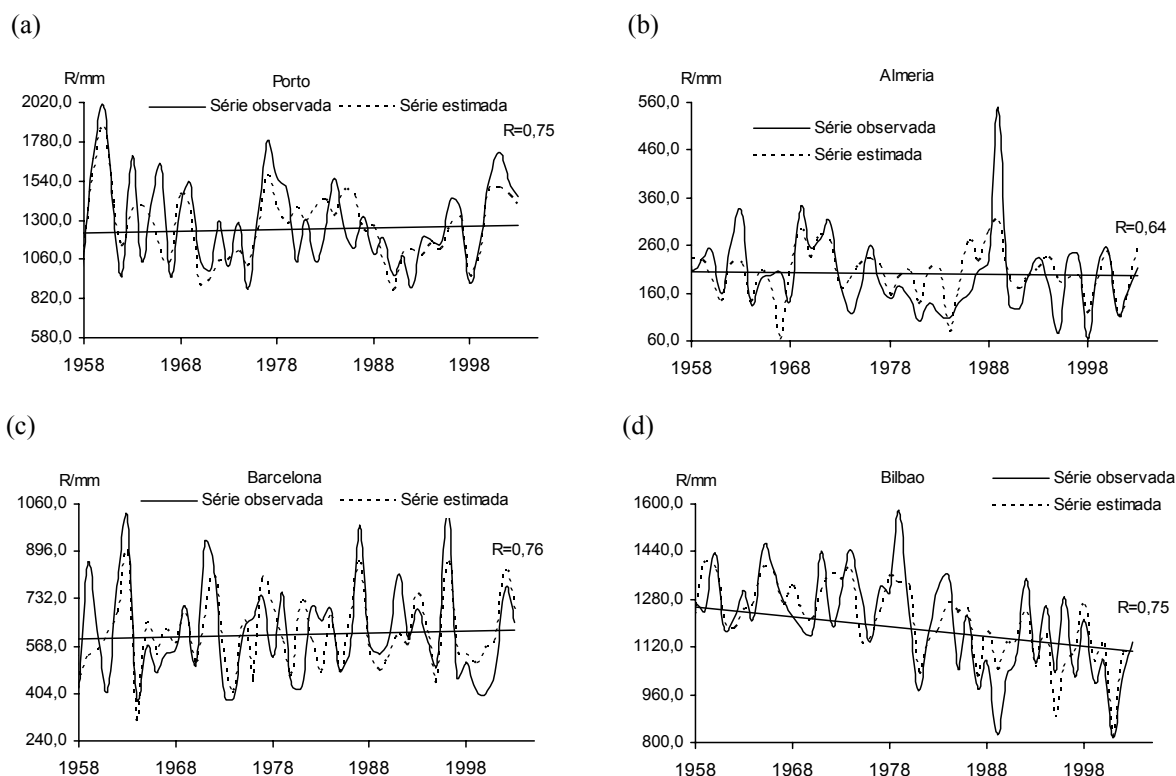 (a)
R/mm
Porto
Série observada
Série estimada
R=0,75
2020,0
1780,0
1540,0
1300,0
1060,0
820,0
580,0
1958 1968 1978 1988 1998
(b)
R/mm
Almeria
Série observada
Série estimada
R=0,64
560,0
460,0
360,0
260,0
160,0
60,0
1958 1968 1978 1988 1998
(c)
R/mm
Barcelona
Série observada
Série estimada
R=0,76
1060,0
896,0
732,0
568,0
404,0
240,0
1958 1968 1978 1988 1998
(d)
R/mm
Bilbao
Série observada
Série estimada
R=0,75
1600,0
1440,0
1280,0
1120,0
960,0
800,0
1958 1968 1978 1988 1998